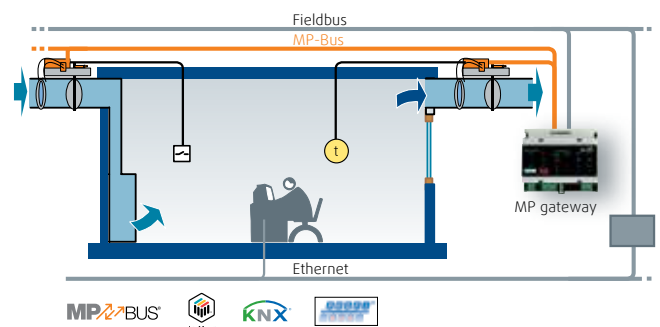 Fieldbus
MP-Bus
t
MP gateway
Ethernet
MP BUS®
KNX